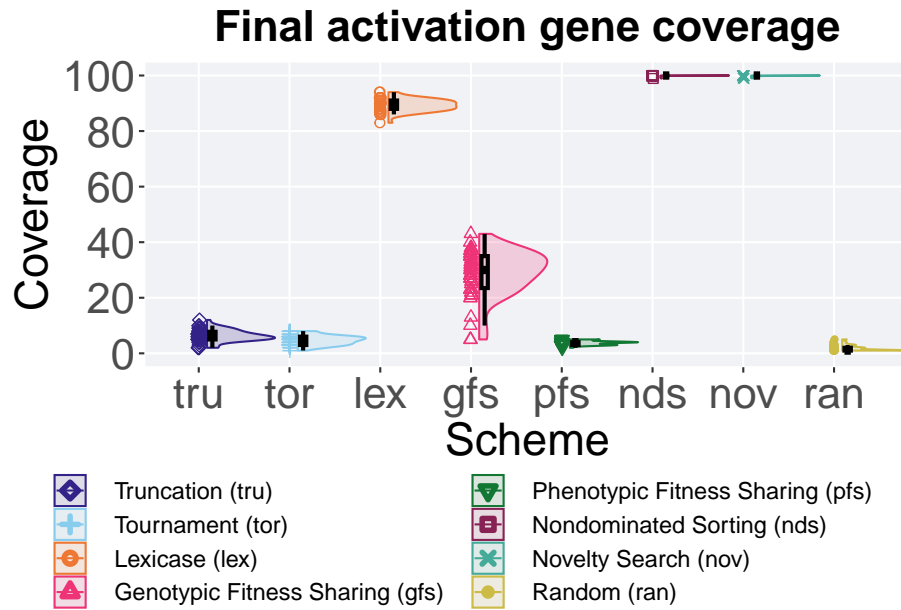 Final activation gene coverage
Coverage
100
80
60
40
20
0
tru tor lex gfs pfs nds nov ran
Scheme
Truncation (tru)
Tournament (tor)
Lexicase (lex)
Genotypic Fitness Sharing (gfs)
Phenotypic Fitness Sharing (pfs)
Nondominated Sorting (nds)
Novelty Search (nov)
Random (ran)